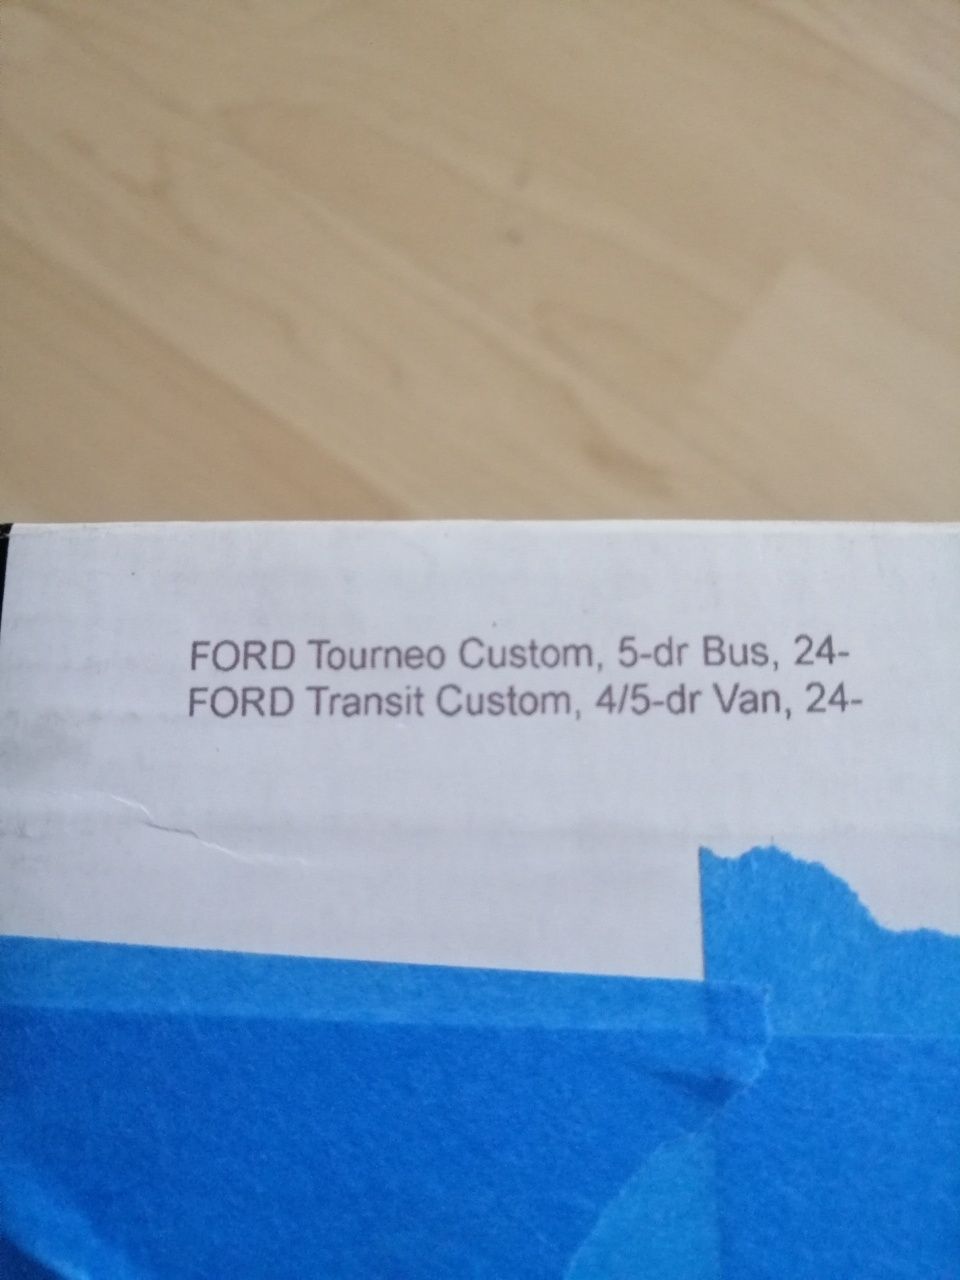 FORD Tourneo Custom, 5-dr Bus, 24-
FORD Transit Custom, 4/5-dr Van, 24-